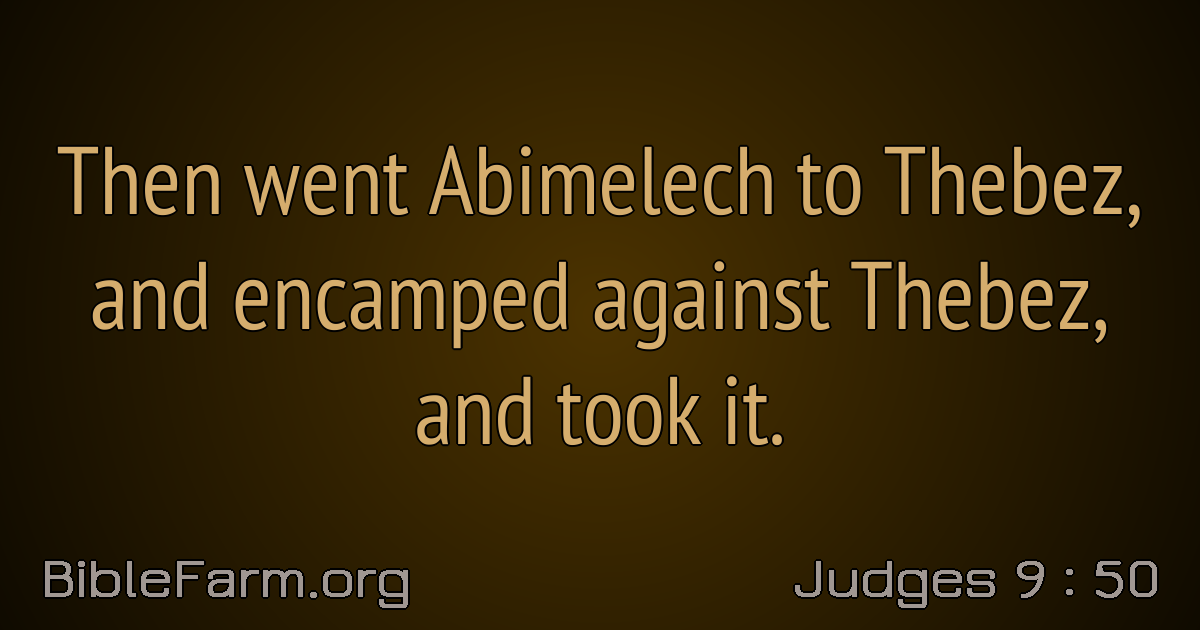 Then went Abimelech to Thebez,
and encamped against Thebez,
and took it.
BibleFarm.org
Judges 9 : 50